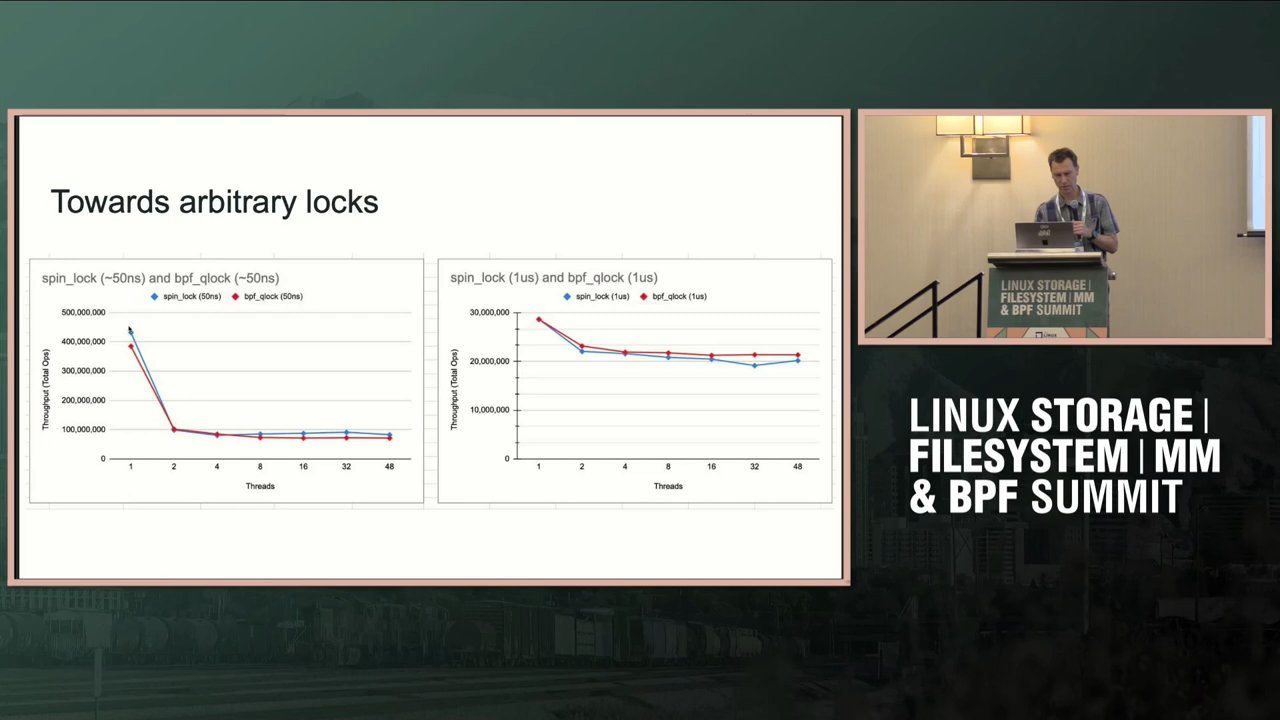 Towards arbitrary locks
spin_lock (~50ns) and bpf_qlock (~50ns)
spin_lock (50ns) bpf_qlock (50ns)
500,000,000
400,000,000
300,000,000
200,000,000
100,000,000
0
Throughput (Total Ops)
1 2 4 8 16 32 48
Threads
spin_lock (1us) and bpf_qlock (1us)
spin_lock (1us) bpf_qlock (1us)
30,000,000
20,000,000
10,000,000
0
Throughput (Total Ops)
1 2 4 8 16 32 48
Threads
LINUX STORAGE |
FILESYSTEM | MM
& BPF SUMMIT
LINUX STORAGE |
FILESYSTEM | MM
& BPF SUMMIT